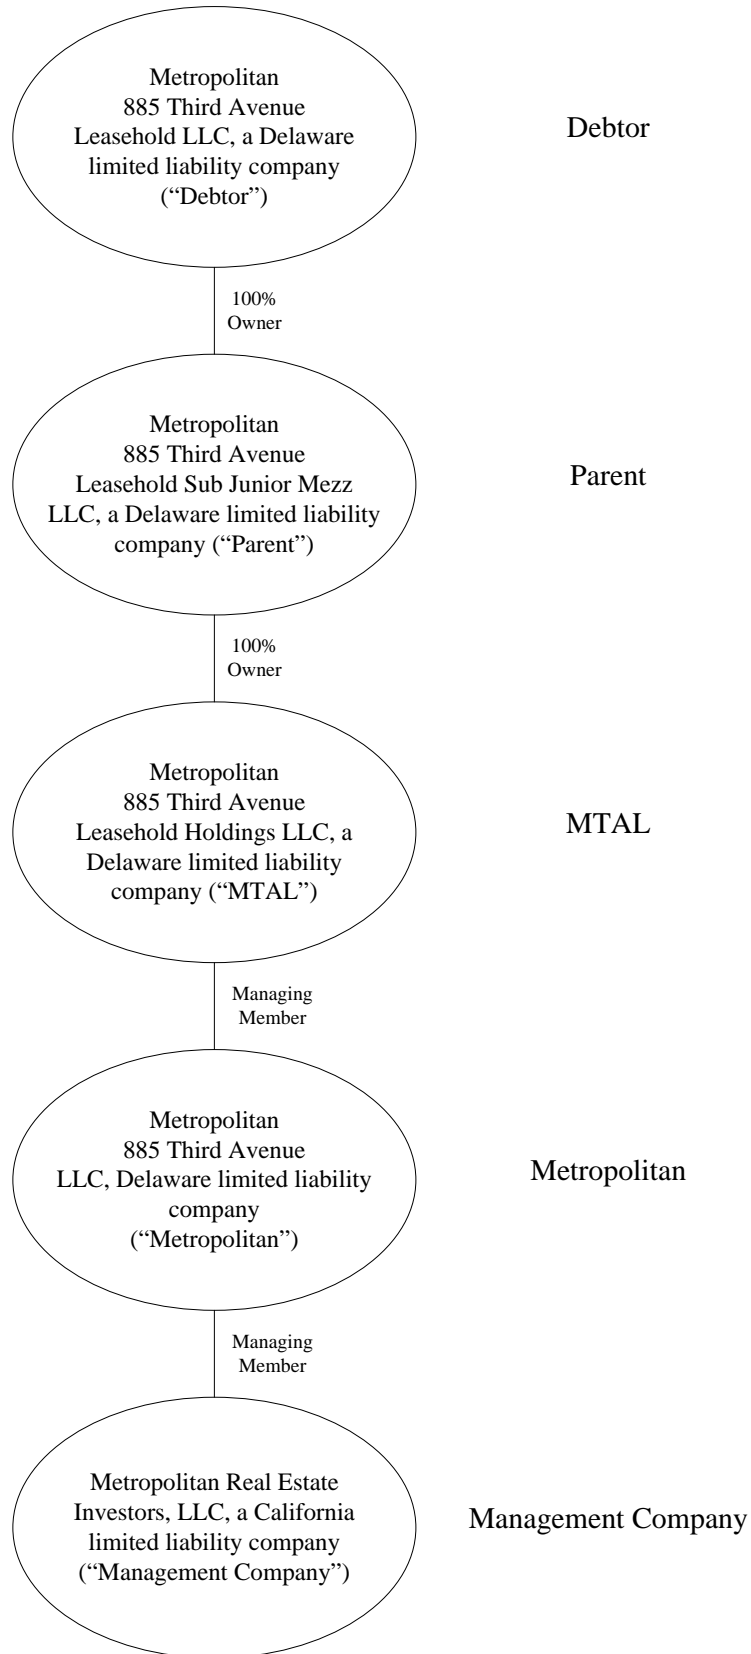 Metropolitan
885 Third Avenue
Leasehold LLC, a Delaware
limited liability company
(“Debtor”)
Debtor
100%
Owner
Metropolitan
885 Third Avenue
Leasehold Sub Junior Mezz
LLC, a Delaware limited liability
company (“Parent”)
Parent
100%
Owner
Metropolitan
885 Third Avenue
Leasehold Holdings LLC, a
Delaware limited liability
company (“MTAL”)
MTAL
Managing
Member
Metropolitan
885 Third Avenue
LLC, Delaware limited liability
company
(“Metropolitan”)
Metropolitan
Managing
Member
Metropolitan Real Estate
Investors, LLC, a California
limited liability company
(“Management Company”)
Management Company